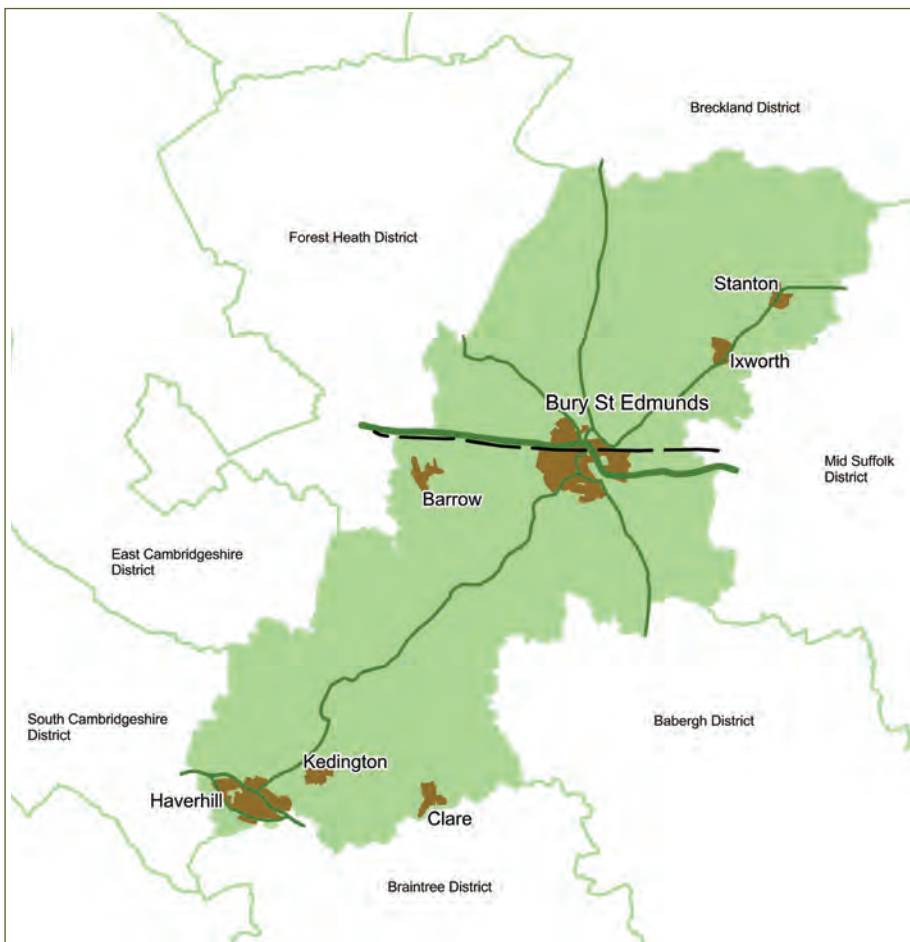 Breckland District
Forest Heath District
Stanton
Ixworth
Bury St Edmunds
Mid Suffolk
District
Barrow
East Cambridgeshire
District
South Cambridgeshire
District
Babergh District
Kedington
Haverhill
Clare
Braintree District